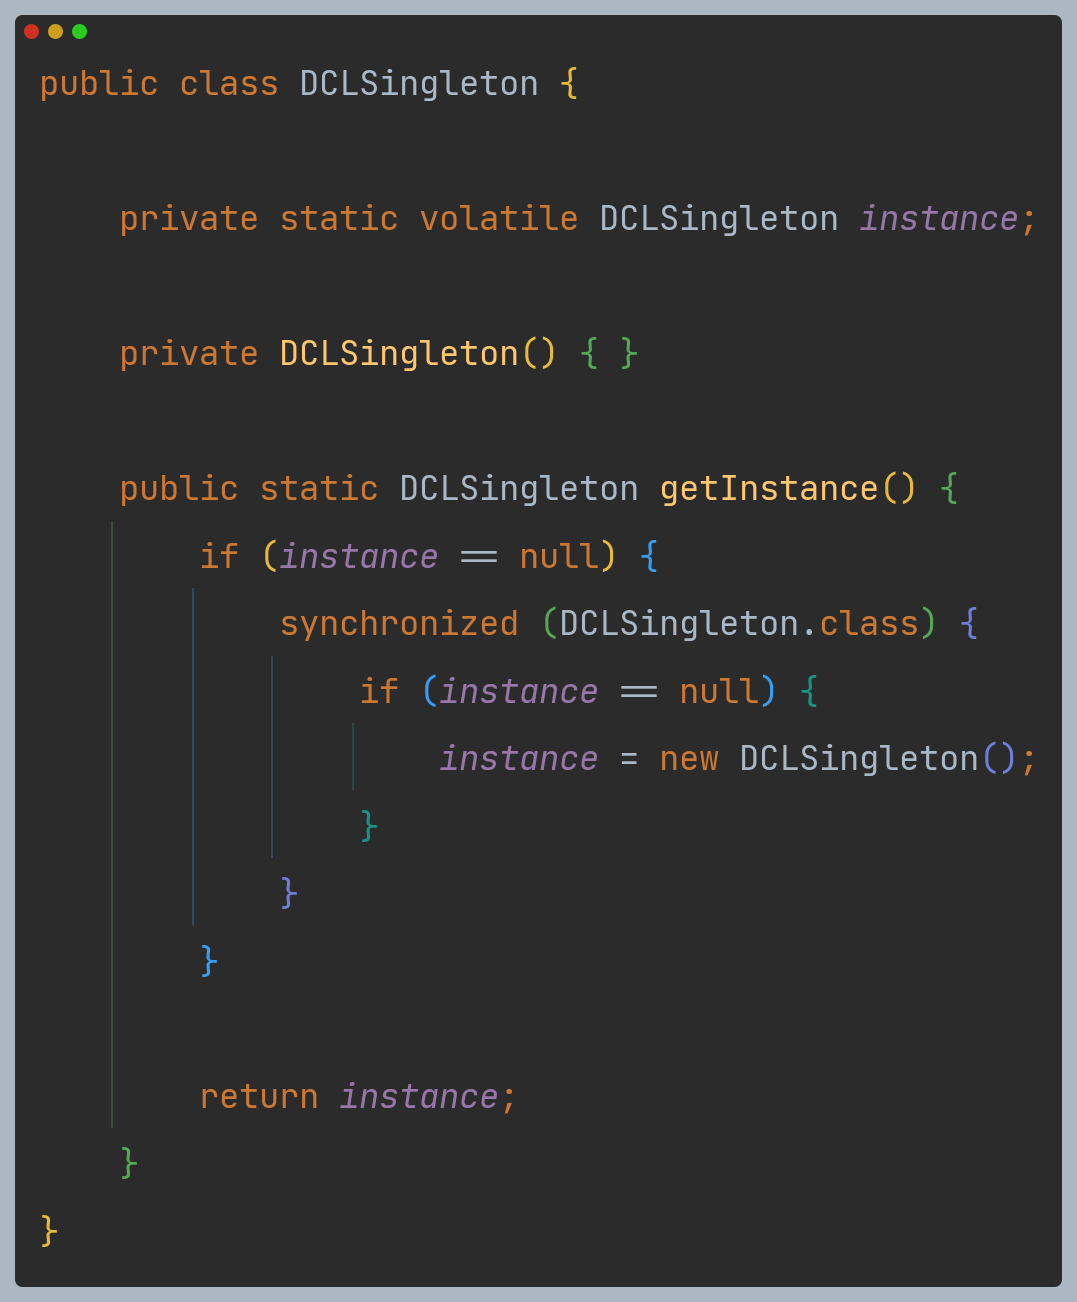 public class DCLSingleton {
    private static volatile DCLSingleton instance;
    private DCLSingleton() { }
    public static DCLSingleton getInstance() {
        if (instance == null) {
            synchronized (DCLSingleton.class) {
                if (instance == null) {
                    instance = new DCLSingleton();
                }
            }
        }
        return instance;
    }
}